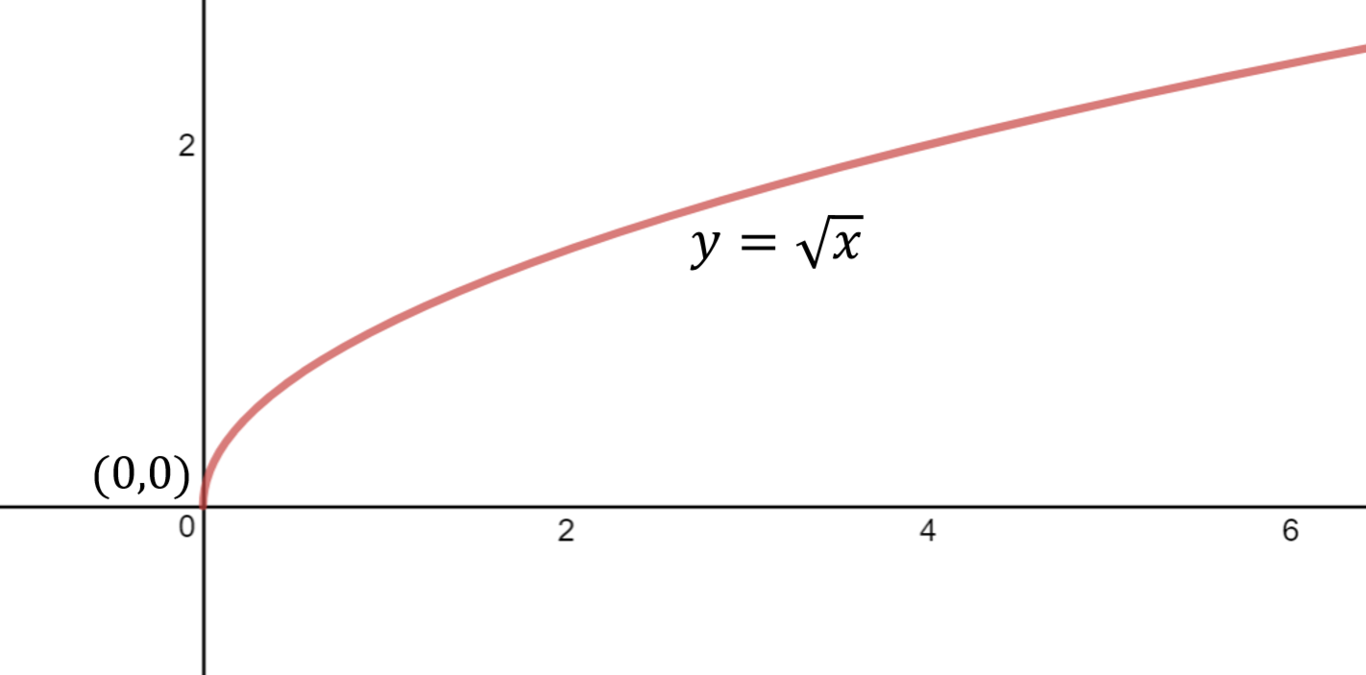 2
y = √x
(0,0)
0 2 4 6